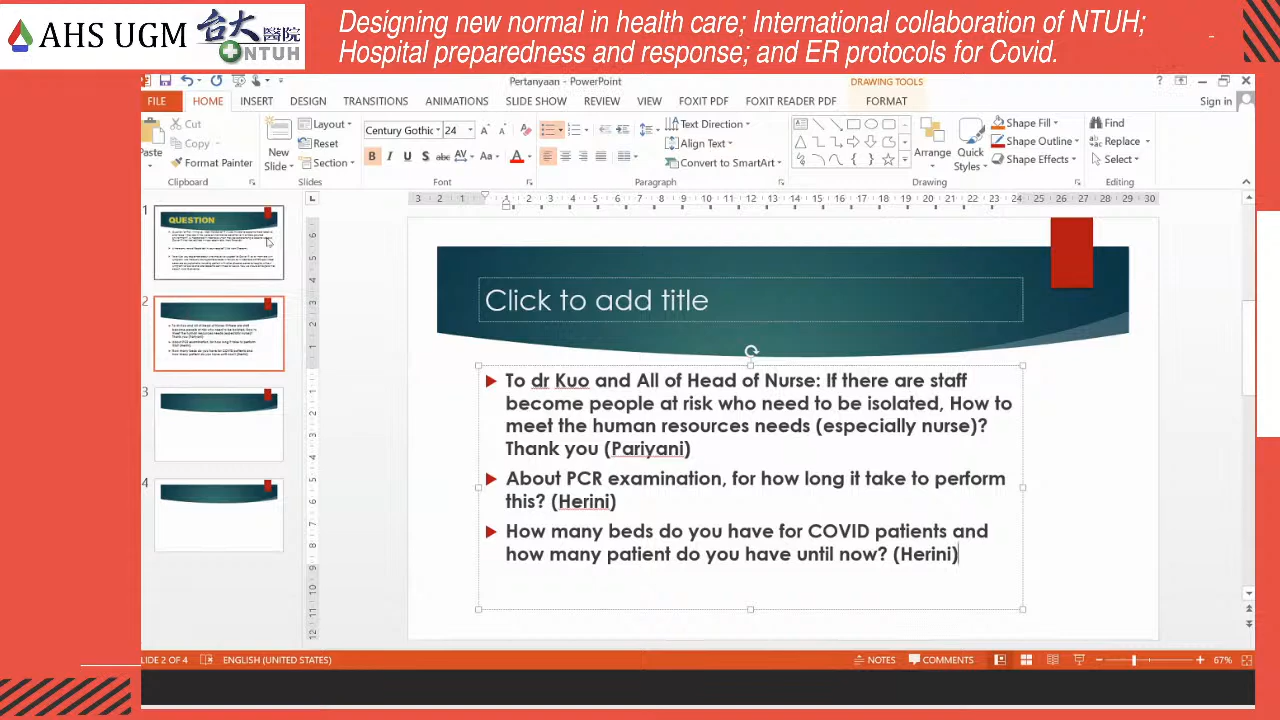 AHS UGM
台大醫院
NTUH
Designing new normal in health care; International collaboration of NTUH;
Hospital preparedness and response; and ER protocols for Covid.
Pertanyaan - PowerPoint
DRAWING TOOLS
FILE HOME INSERT DESIGN TRANSITIONS ANIMATIONS SLIDE SHOW REVIEW VIEW FOXIT PDF FOXIT READER PDF FORMAT Sign in
Paste
Cut
Copy
Format Painter
Clipboard
New Slide
Layout
Reset
Section
Slides
Century Gothic 24
Font
Text Direction
Align Text
Convert to SmartArt
Paragraph
Arrange
Quick Styles
Shape Fill
Shape Outline
Shape Effects
Drawing
Find
Replace
Select
Editing
1
QUESTION
2
3
4
Click to add title
To dr Kuo and All of Head of Nurse: If there are staff
become people at risk who need to be isolated, How to
meet the human resources needs (especially nurse)?
Thank you (Pariyani)
About PCR examination, for how long it take to perform
this? (Herini)
How many beds do you have for COVID patients and
how many patient do you have until now? (Herini)
SLIDE 2 OF 4 ENGLISH (UNITED STATES) NOTES COMMENTS 67%